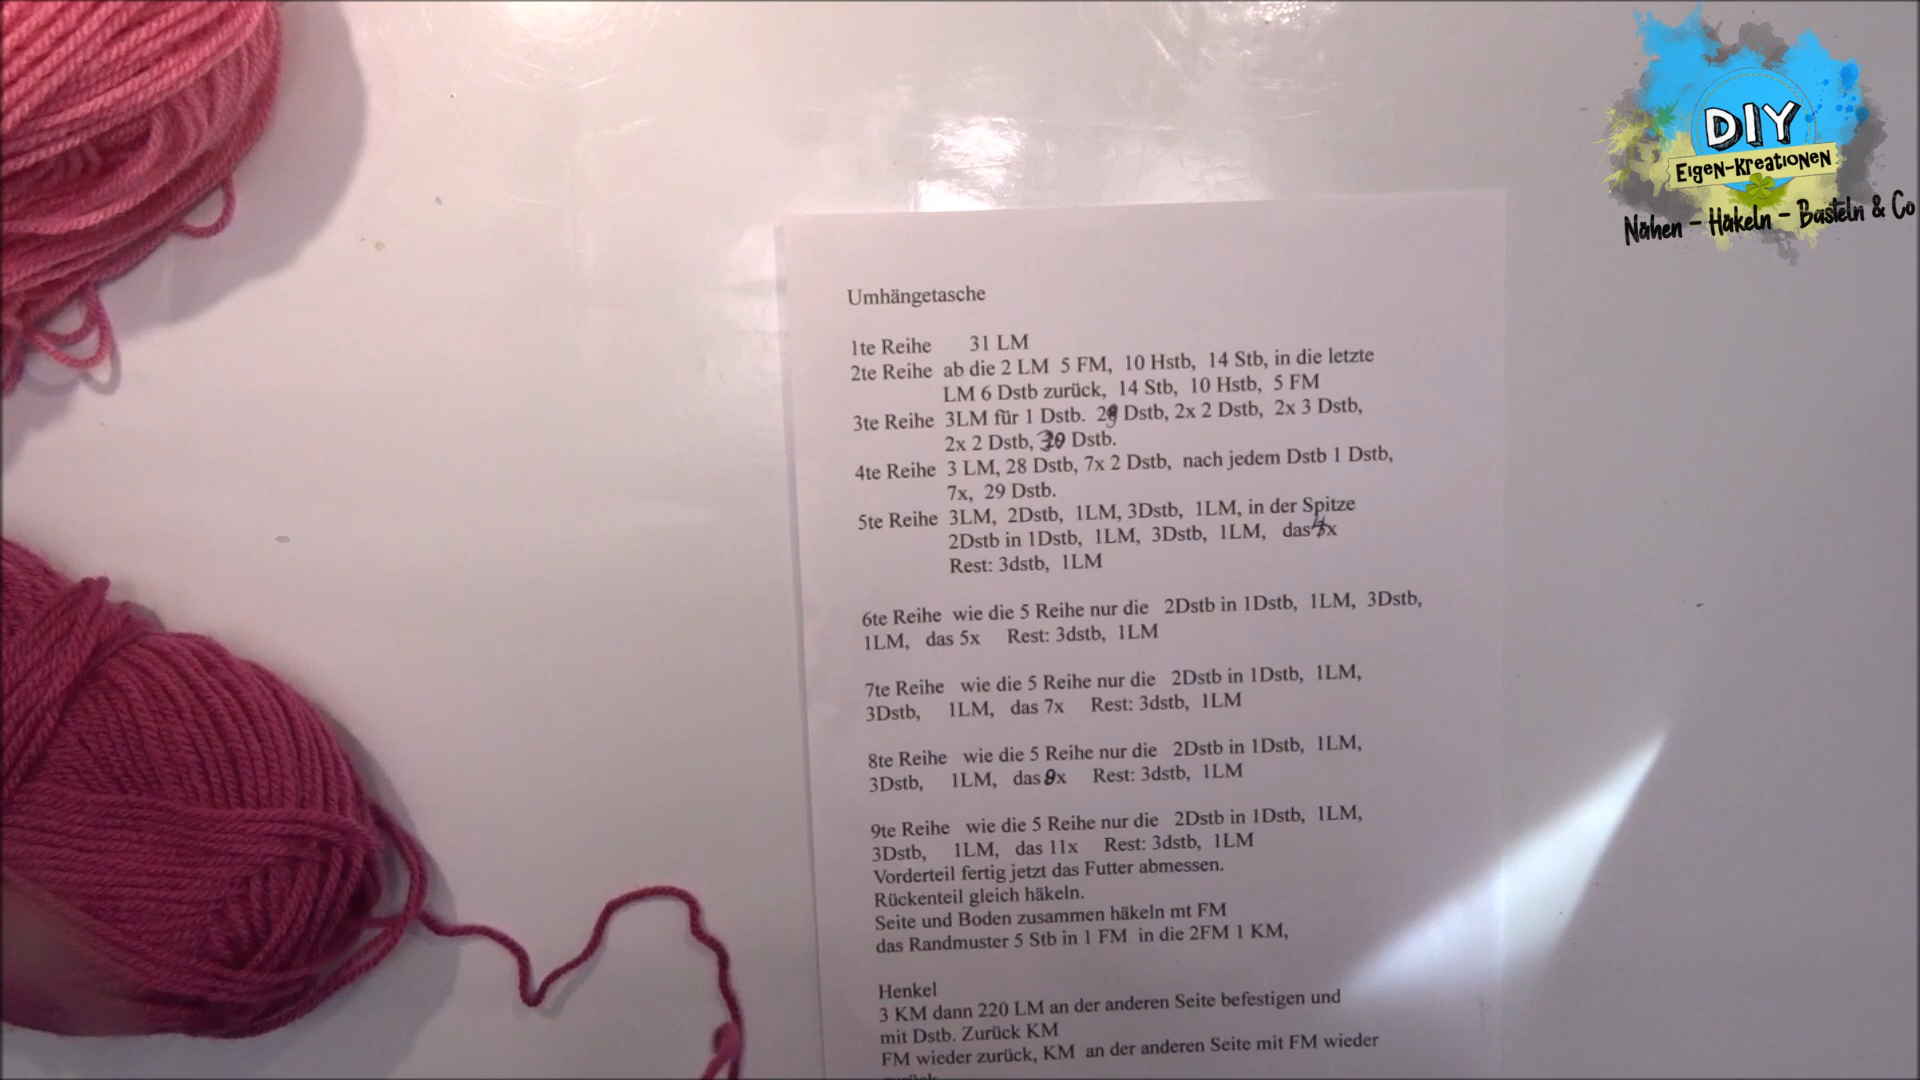 DIY
Eigen-Kreationen
Nähen - Häkeln - Basteln & Co
Umhängetasche
1te Reihe 31 LM
2te Reihe ab die 2 LM 5 FM, 10 Hstb, 14 Stb, in die letzte
LM 6 Dstb zurück, 14 Stb, 10 Hstb, 5 FM
3te Reihe 3LM für 1 Dstb. 29 Dstb, 2x 2 Dstb, 2x 3 Dstb,
2x 2 Dstb, 30 Dstb.
4te Reihe 3 LM, 28 Dstb, 7x 2 Dstb, nach jedem Dstb 1 Dstb,
7x, 29 Dstb.
5te Reihe 3LM, 2Dstb, 1LM, 3Dstb, 1LM, in der Spitze
2Dstb in 1Dstb, 1LM, 3Dstb, 1LM, das 4x
Rest: 3dstb, 1LM
6te Reihe wie die 5 Reihe nur die 2Dstb in 1Dstb, 1LM, 3Dstb,
1LM, das 5x Rest: 3dstb, 1LM
7te Reihe wie die 5 Reihe nur die 2Dstb in 1Dstb, 1LM,
3Dstb, 1LM, das 7x Rest: 3dstb, 1LM
8te Reihe wie die 5 Reihe nur die 2Dstb in 1Dstb, 1LM,
3Dstb, 1LM, das 9x Rest: 3dstb, 1LM
9te Reihe wie die 5 Reihe nur die 2Dstb in 1Dstb, 1LM,
3Dstb, 1LM, das 11x Rest: 3dstb, 1LM
Vorderteil fertig jetzt das Futter abmessen.
Rückenteil gleich häkeln.
Seite und Boden zusammen häkeln mt FM
das Randmuster 5 Stb in 1 FM in die 2FM 1 KM,
Henkel
3 KM dann 220 LM an der anderen Seite befestigen und
mit Dstb. Zurück KM
FM wieder zurück, KM an der anderen Seite mit FM wieder